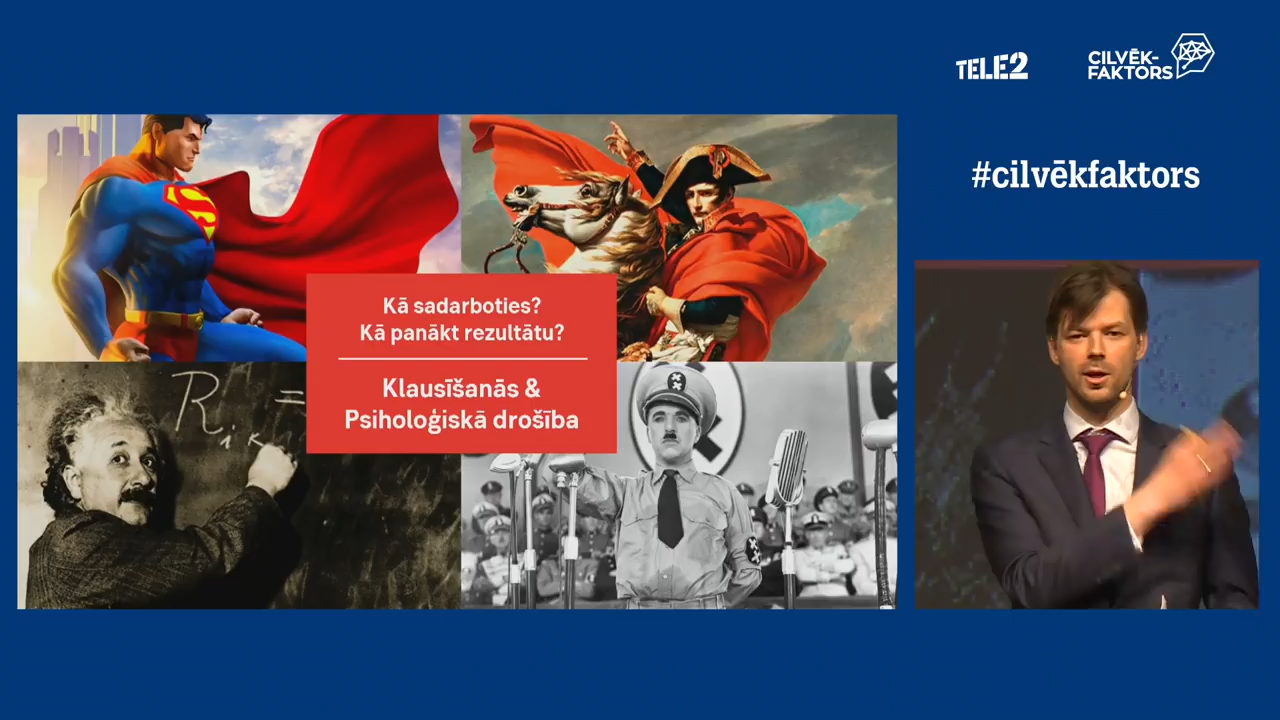 TELE2
CILVĒK-
FAKTORS
#cilvēkfaktors
S
Kā sadarboties?
Kā panākt rezultātu?
Klausīšanās &
Psiholoģiskā drošība
R i k =